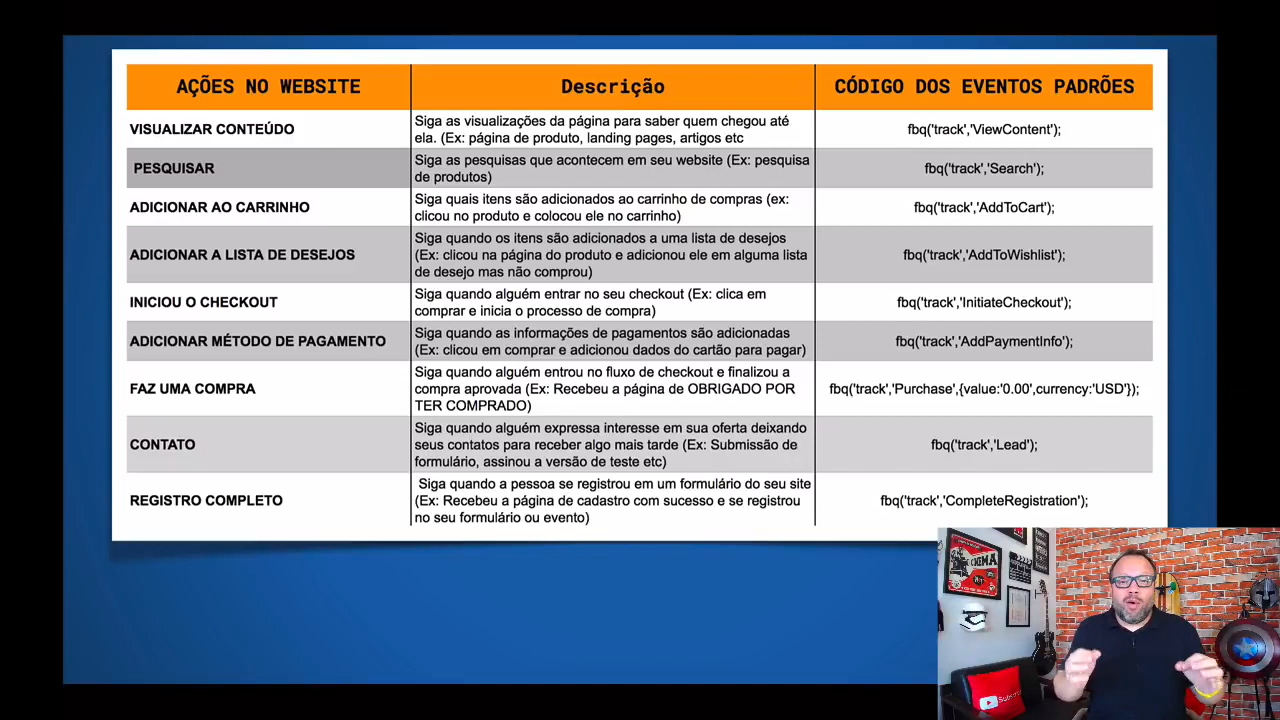 AÇÕES NO WEBSITE
Descrição
CÓDIGO DOS EVENTOS PADRÕES
VISUALIZAR CONTEÚDO
Siga as visualizações da página para saber quem chegou até
ela. (Ex: página de produto, landing pages, artigos etc
fbq('track','ViewContent');
PESQUISAR
Siga as pesquisas que acontecem em seu website (Ex: pesquisa
de produtos)
fbq('track','Search');
ADICIONAR AO CARRINHO
Siga quais itens são adicionados ao carrinho de compras (ex:
clicou no produto e colocou ele no carrinho)
fbq('track','AddToCart');
ADICIONAR A LISTA DE DESEJOS
Siga quando os itens são adicionados a uma lista de desejos
(Ex: clicou na página do produto e adicionou ele em alguma lista
de desejo mas não comprou)
fbq('track','AddToWishlist');
INICIOU O CHECKOUT
Siga quando alguém entrar no seu checkout (Ex: clica em
comprar e inicia o processo de compra)
fbq('track','InitiateCheckout');
ADICIONAR MÉTODO DE PAGAMENTO
Siga quando as informações de pagamentos são adicionadas
(Ex: clicou em comprar e adicionou dados do cartão para pagar)
fbq('track','AddPaymentInfo');
FAZ UMA COMPRA
Siga quando alguém entrou no fluxo de checkout e finalizou a
compra aprovada (Ex: Recebeu a página de OBRIGADO POR
TER COMPRADO)
fbq('track','Purchase',{value:'0.00',currency:'USD'});
CONTATO
Siga quando alguém expressa interesse em sua oferta deixando
seus contatos para receber algo mais tarde (Ex: Submissão de
formulário, assinou a versão de teste etc)
fbq('track','Lead');
REGISTRO COMPLETO
Siga quando a pessoa se registrou em um formulário do seu site
(Ex: Recebeu a página de cadastro com sucesso e se registrou
no seu formulário ou evento)
fbq('track','CompleteRegistration');
CINEMA